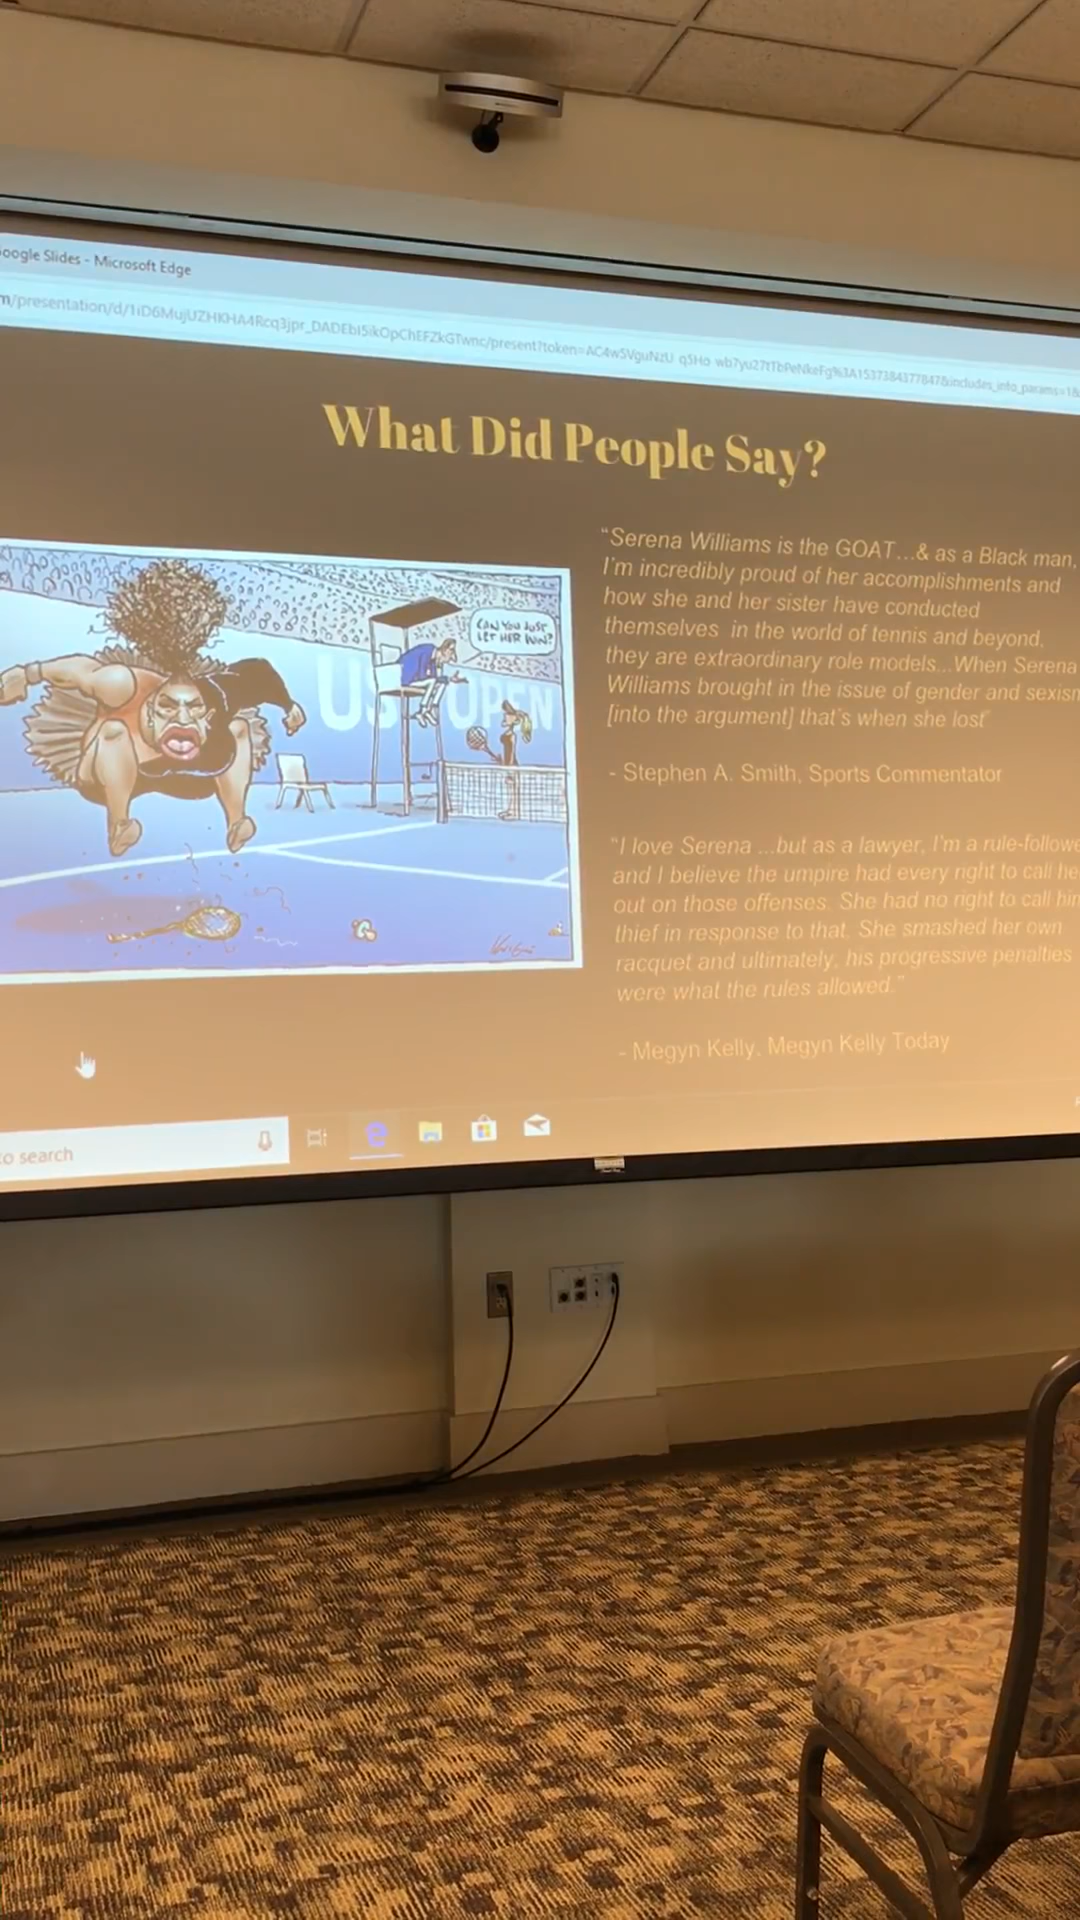 Google Slides - Microsoft Edge
What Did People Say?
"Serena Williams is the GOAT...& as a Black man,
I'm incredibly proud of her accomplishments and
how she and her sister have conducted
themselves in the world of tennis and beyond,
they are extraordinary role models...When Serena
Williams brought in the issue of gender and sexism
[into the argument] that's when she lost"
- Stephen A. Smith, Sports Commentator
"I love Serena ...but as a lawyer, I'm a rule-followe
and I believe the umpire had every right to call he
out on those offenses. She had no right to call him
thief in response to that. She smashed her own
racquet and ultimately, his progressive penalties
were what the rules allowed."
- Megyn Kelly, Megyn Kelly Today
CAN YOU JUST
LET HER WIN?
US OPEN
to search